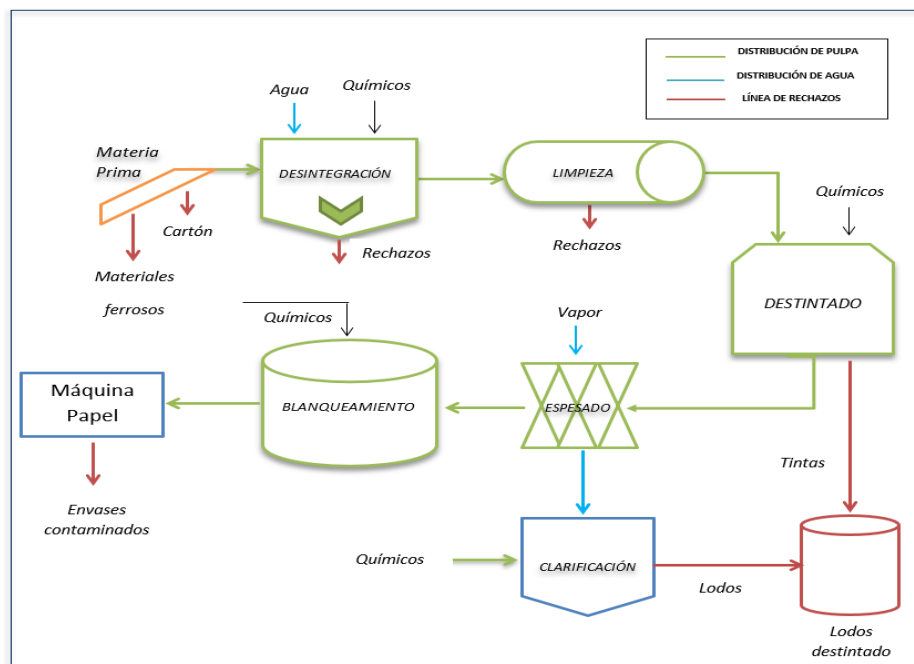 DISTRIBUCIÓN DE PULPA
DISTRIBUCIÓN DE AGUA
LÍNEA DE RECHAZOS
Agua
Químicos
Materia
Prima
DESINTEGRACIÓN
LIMPIEZA
Químicos
Cartón
Rechazos
Rechazos
Materiales
ferrosos
DESTINTADO
Químicos
Vapor
Máquina
Papel
BLANQUEAMIENTO
ESPESADO
Tintas
Envases
contaminados
Químicos
CLARIFICACIÓN
Lodos
Lodos
destintado